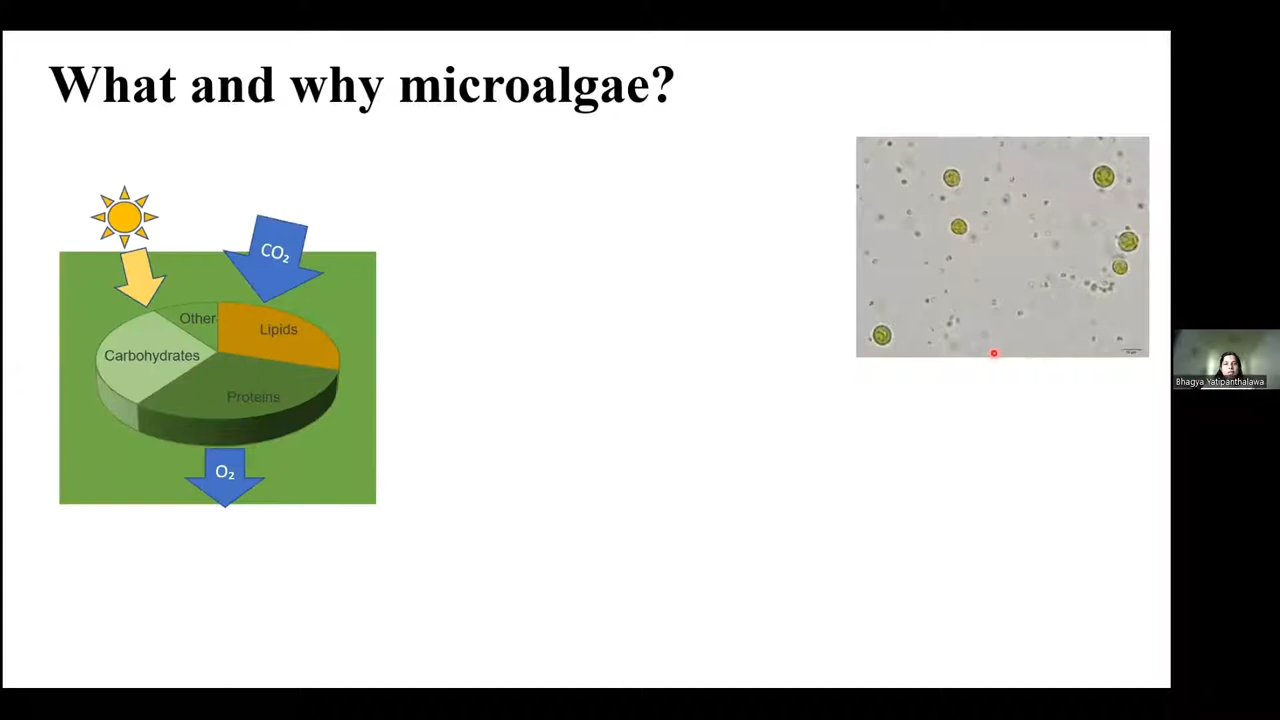 What and why microalgae?
CO₂
Other
Lipids
Carbohydrates
Proteins
O₂
Bhagya Yatipanthalawa